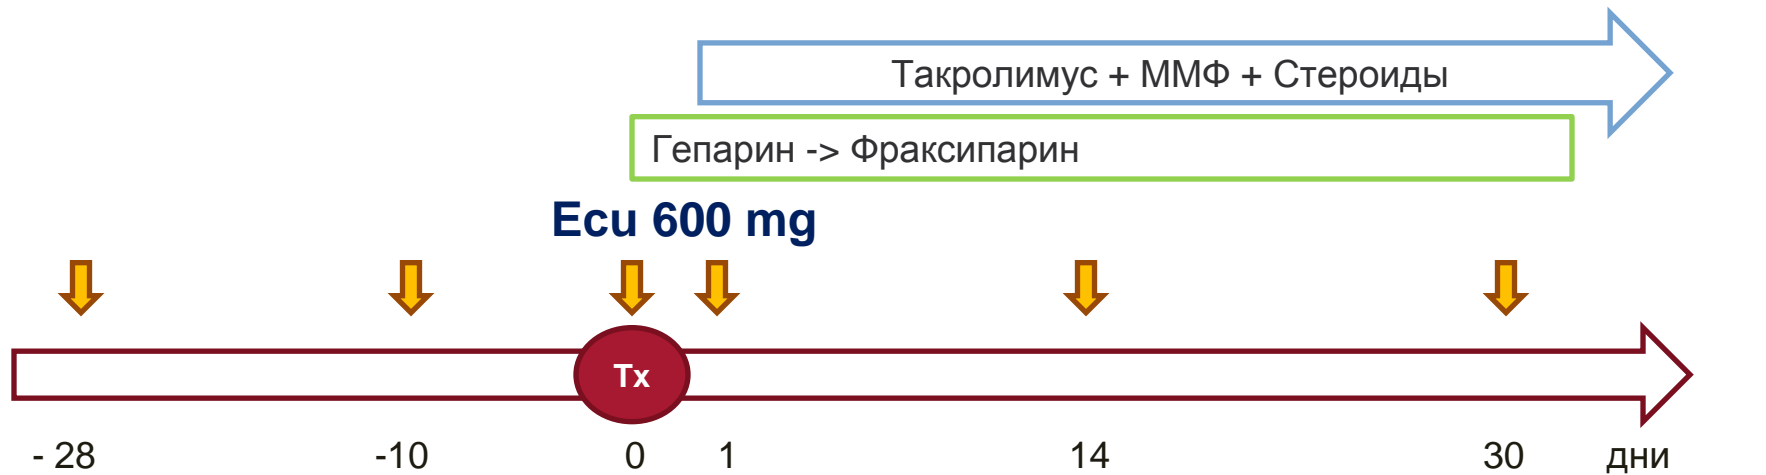 Такролимус + ММФ + Стероиды
Гепарин -> Фраксипарин
Ecu 600 mg
Tx
- 28 -10 0 1 14 30 дни